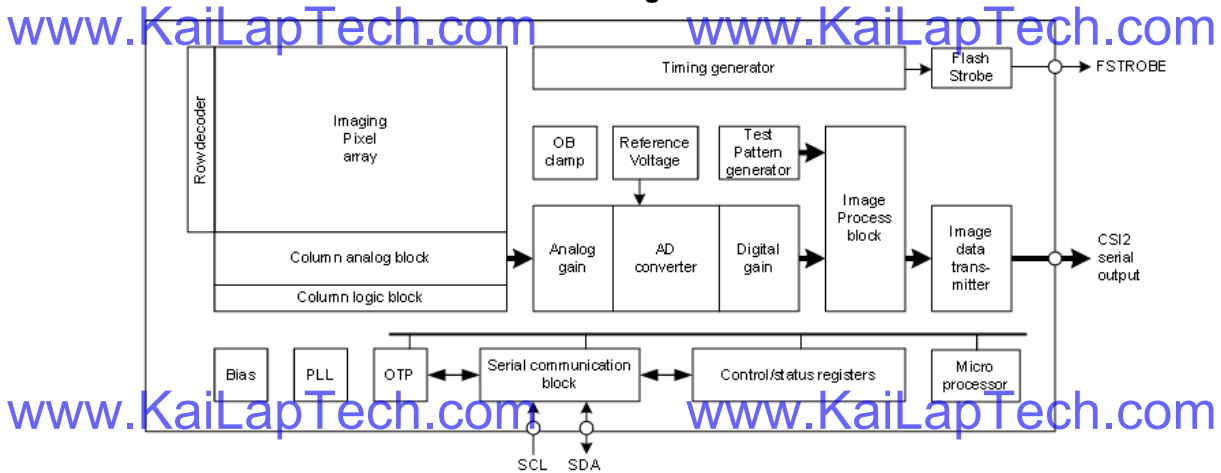 www.KaiLapTech.com
www.KaiLapTech.com
Timing generator
Flash
Strobe
FSTROBE
Row decoder
Imaging
Pixel
array
OB
clamp
Reference
Voltage
Test
Pattern
generator
Image
Process
block
Column analog block
Column logic block
Analog
gain
AD
converter
Digital
gain
Image
data
trans-
mitter
CSI2
serial
output
Bias
PLL
OTP
Serial communication
block
Control/status registers
Micro
processor
www.KaiLapTech.com
www.KaiLapTech.com
SCL
SDA